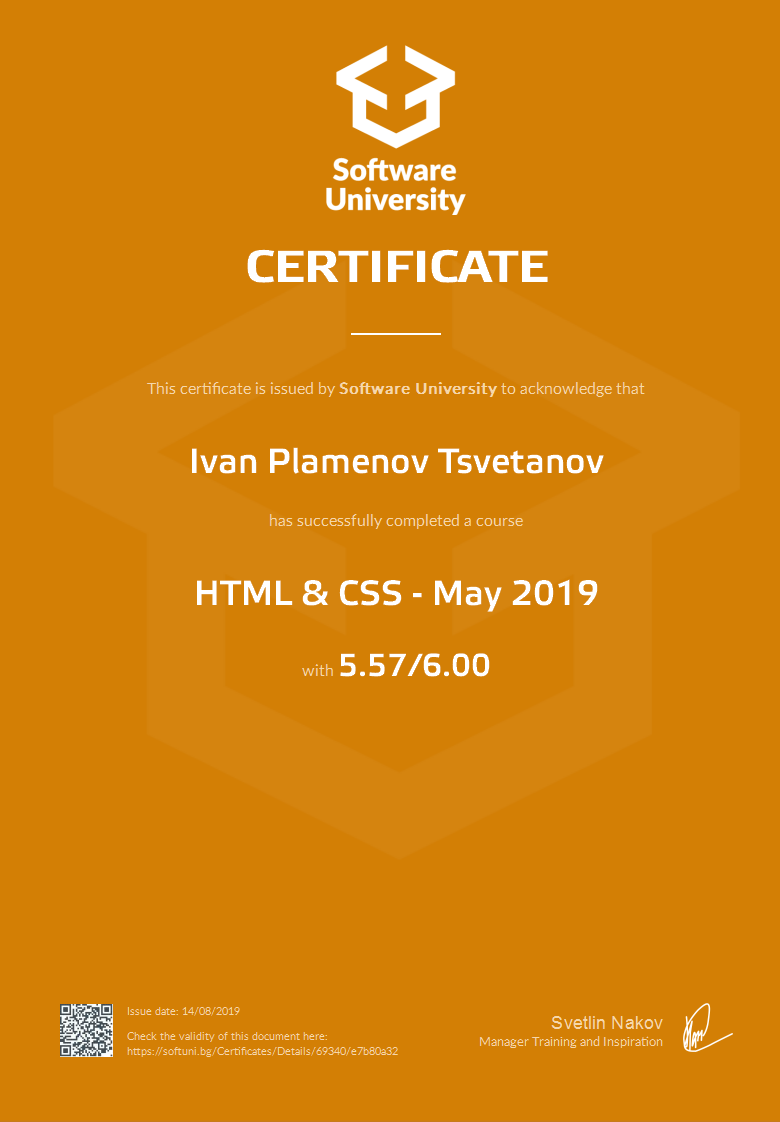 Software
University
CERTIFICATE
This certificate is issued by Software University to acknowledge that
Ivan Plamenov Tsvetanov
has successfully completed a course
HTML & CSS - May 2019
with 5.57/6.00
Issue date: 14/08/2019
Check the validity of this document here:
https://softuni.bg/Certificates/Details/69340/e7b80a32
Svetlin Nakov
Manager Training and Inspiration